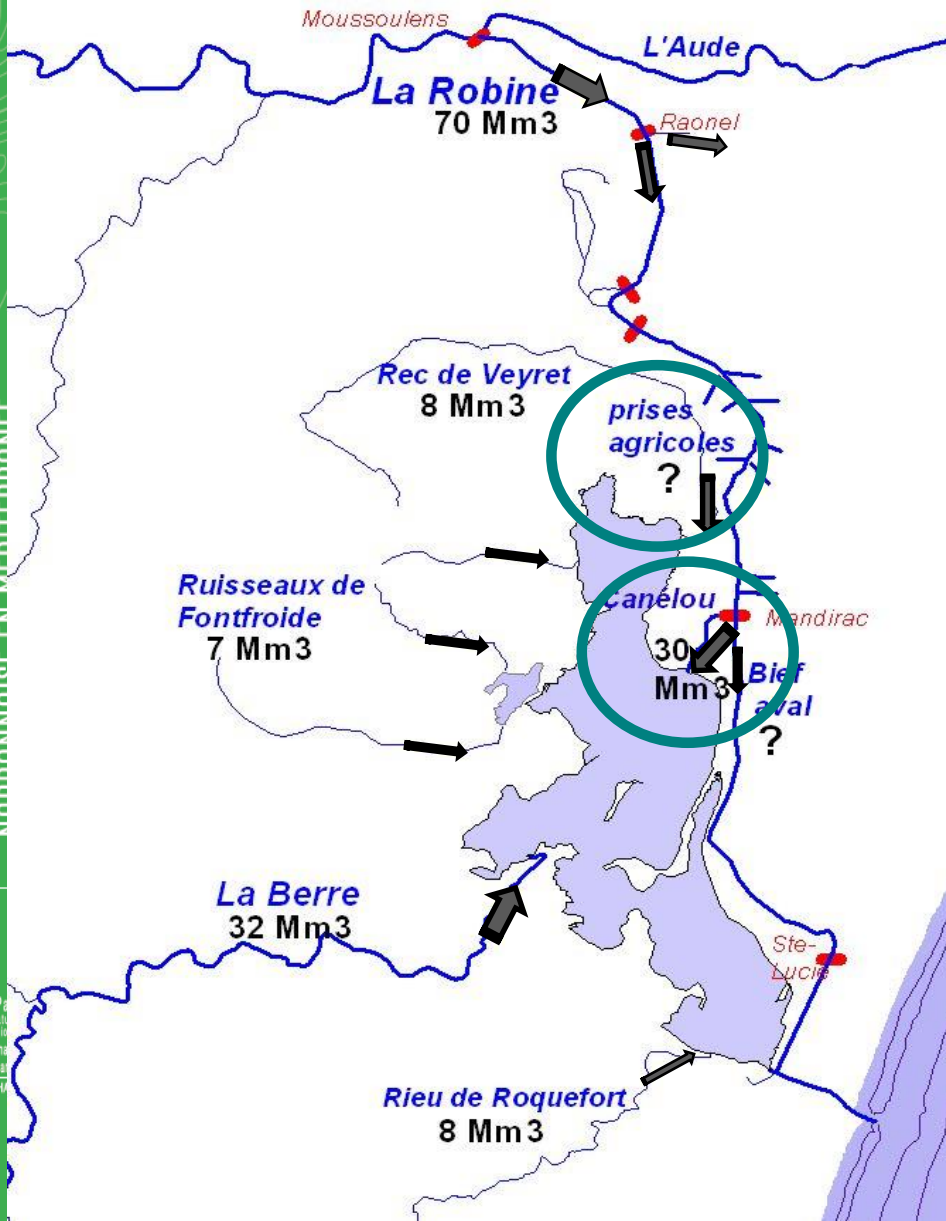 Moussoulens
L'Aude
La Robine
70 Mm3
Raonel
Rec de Veyret
8 Mm3
prises
agricoles
?
Ruisseaux de
Fontfroide
7 Mm3
Canélou
Mandirac
30
Mm3
Bief
aval
?
La Berre
32 Mm3
Ste-
Lucie
Rieu de Roquefort
8 Mm3